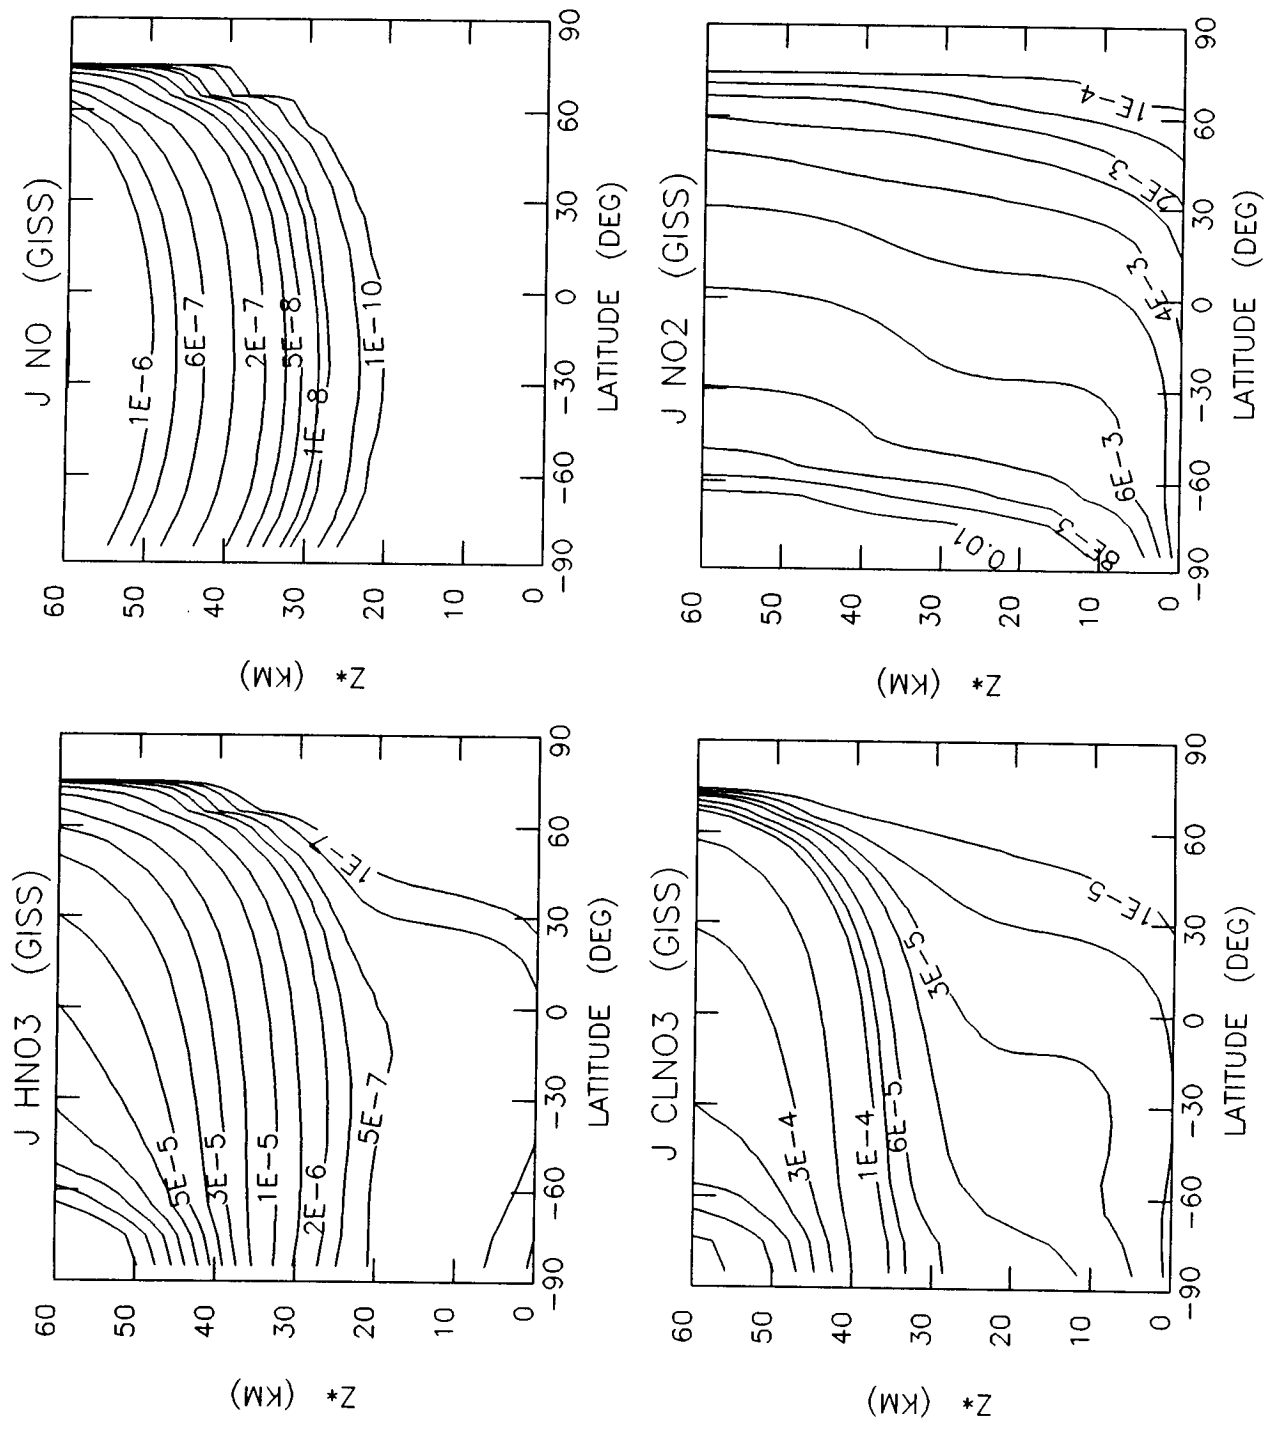 J HNO3 (GISS)
60
50
40
30
20
10
0
Z* (KM)
5E-5
3E-5
1E-5
2E-6
5E-7
1E-7
-90 -60 -30 0 30 60 90
LATITUDE (DEG)
J NO (GISS)
60
50
40
30
20
10
0
Z* (KM)
1E-6
6E-7
2E-7
5E-8
1E-8
1E-10
-90 -60 -30 0 30 60 90
LATITUDE (DEG)
J CLNO3 (GISS)
60
50
40
30
20
10
0
Z* (KM)
3E-4
1E-4
6E-5
3E-5
1E-5
-90 -60 -30 0 30 60 90
LATITUDE (DEG)
J NO2 (GISS)
60
50
40
30
20
10
0
Z* (KM)
0.01
8E-3
6E-3
4E-3
2E-3
1E-4
-90 -60 -30 0 30 60 90
LATITUDE (DEG)